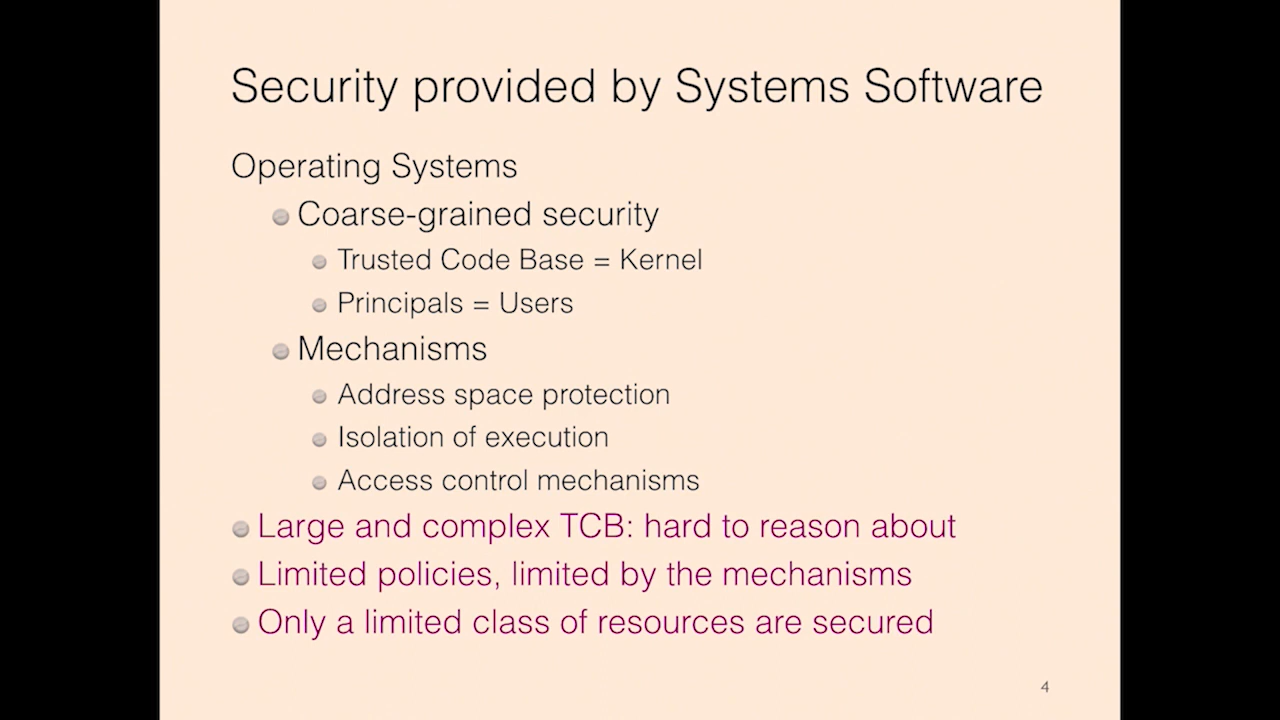 Security provided by Systems Software
Operating Systems
Coarse-grained security
Trusted Code Base = Kernel
Principals = Users
Mechanisms
Address space protection
Isolation of execution
Access control mechanisms
Large and complex TCB: hard to reason about
Limited policies, limited by the mechanisms
Only a limited class of resources are secured
4